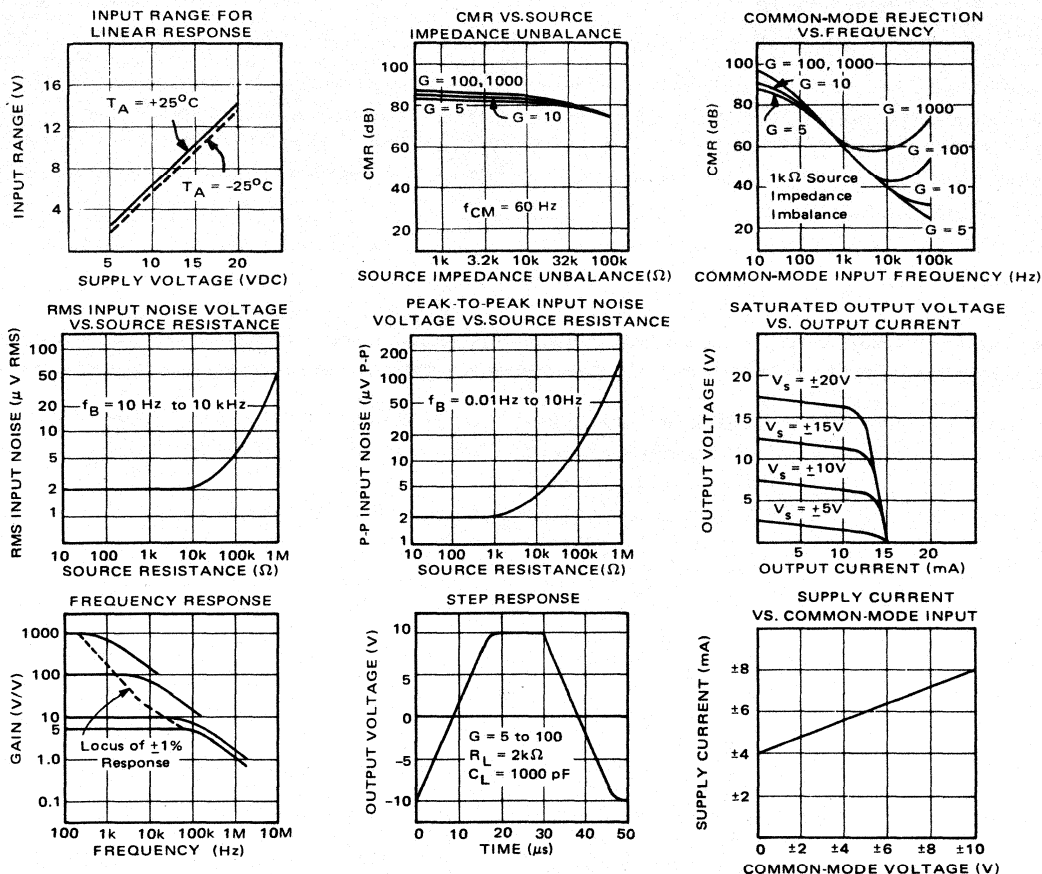 INPUT RANGE FOR
LINEAR RESPONSE
INPUT RANGE (V)
16
12
8
4
T_A = +25°C
T_A = -25°C
5
10
15
20
SUPPLY VOLTAGE (VDC)
CMR VS.SOURCE
IMPEDANCE UNBALANCE
CMR (dB)
100
80
60
40
20
G = 100, 1000
G = 5
G = 10
f_CM = 60 Hz
1k
3.2k
10k
32k
100k
SOURCE IMPEDANCE UNBALANCE(Ω)
COMMON-MODE REJECTION
VS.FREQUENCY
CMR (dB)
100
80
60
40
20
G = 100, 1000
G = 10
G = 5
G = 1000
G = 100
G = 10
G = 5
1kΩ Source
Impedance
Imbalance
10
100
1k
10k
100k
COMMON-MODE INPUT FREQUENCY (Hz)
RMS INPUT NOISE VOLTAGE
VS.SOURCE RESISTANCE
RMS INPUT NOISE (μ V RMS)
100
50
20
10
5
2
1
f_B = 10 Hz to 10 kHz
10
100
1k
10k
100k
1M
SOURCE RESISTANCE (Ω)
PEAK-TO-PEAK INPUT NOISE
VOLTAGE VS.SOURCE RESISTANCE
P-P INPUT NOISE (μV P-P)
200
100
50
20
10
5
2
1
f_B = 0.01Hz to 10Hz
10
100
1k
10k
100k
1M
SOURCE RESISTANCE(Ω)
SATURATED OUTPUT VOLTAGE
VS. OUTPUT CURRENT
OUTPUT VOLTAGE (V)
20
15
10
5
V_s = ±20V
V_s = ±15V
V_s = ±10V
V_s = ±5V
5
10
15
20
OUTPUT CURRENT (mA)
FREQUENCY RESPONSE
GAIN (V/V)
1000
100
10
5
1.0
0.1
Locus of ±1%
Response
100
1k
10k
100k
1M
10M
FREQUENCY (Hz)
STEP RESPONSE
OUTPUT VOLTAGE (V)
10
5
0
-5
-10
G = 5 to 100
R_L = 2kΩ
C_L = 1000 pF
0
10
20
30
40
50
TIME (μs)
SUPPLY CURRENT
VS. COMMON-MODE INPUT
SUPPLY CURRENT (mA)
±8
±6
±4
±2
0
±2
±4
±6
±8
±10
COMMON-MODE VOLTAGE (V)